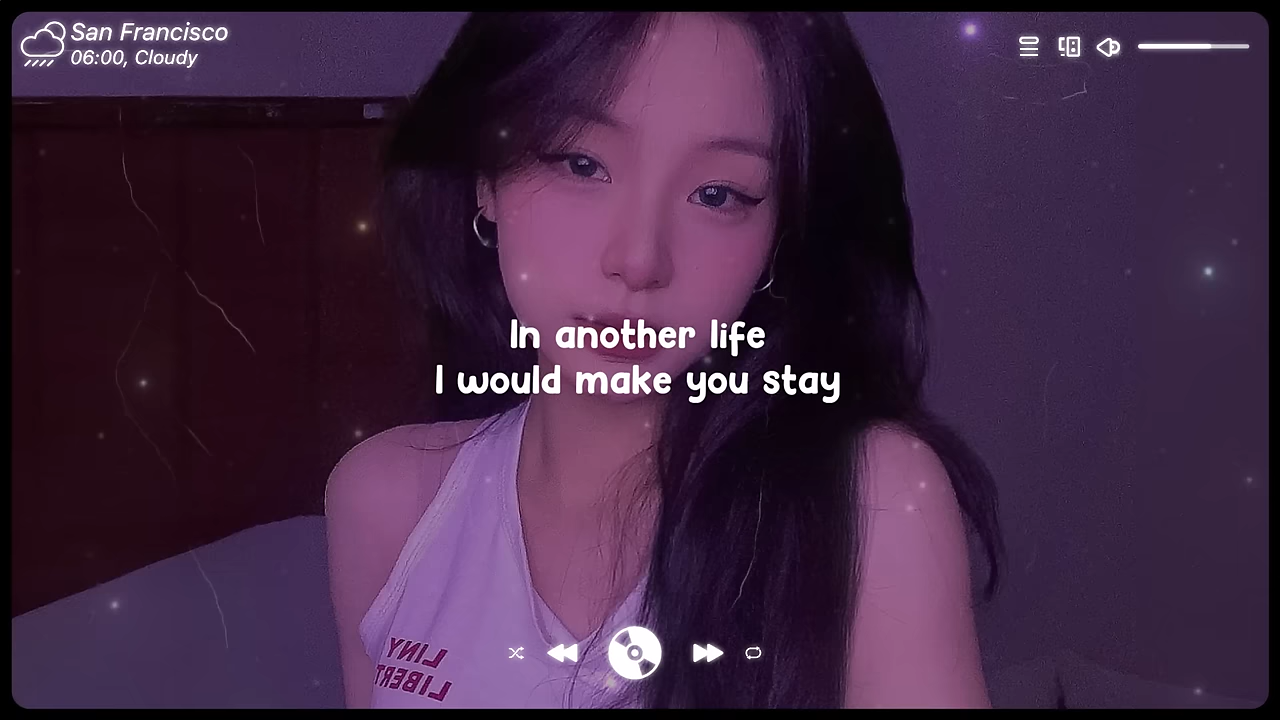 San Francisco
06:00, Cloudy
In another life
I would make you stay
LINY
LIBERT